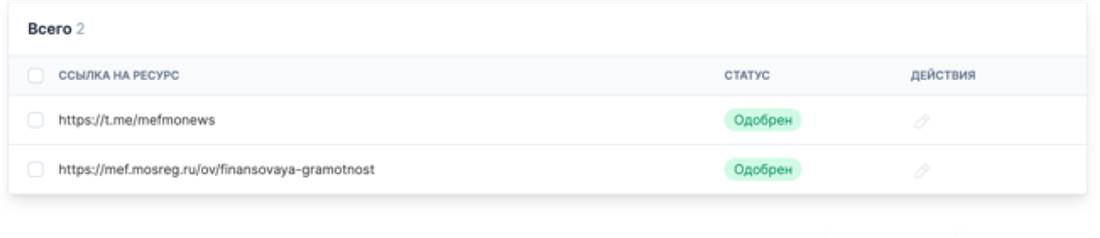 Всего 2
ССЫЛКА НА РЕСУРС СТАТУС ДЕЙСТВИЯ
https://t.me/mefmonews Одобрен
https://mef.mosreg.ru/ov/finansovaya-gramotnost Одобрен